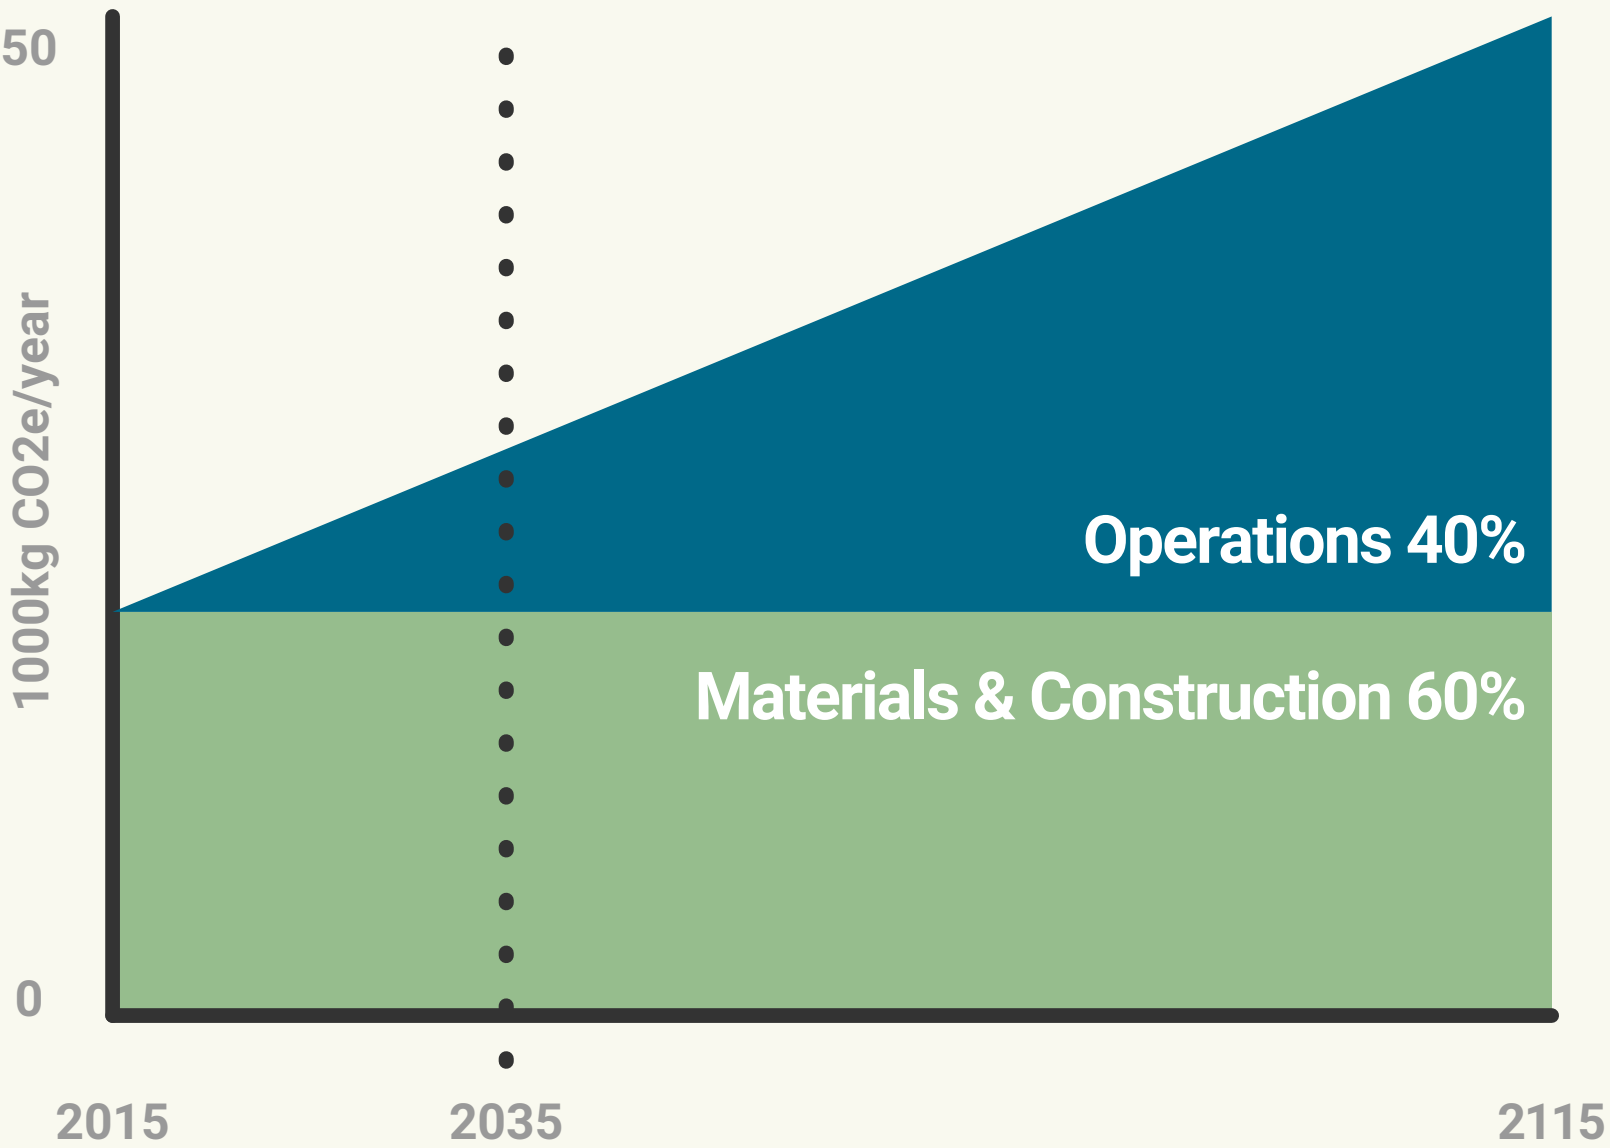 50
1000kg CO2e/year
Operations 40%
Materials & Construction 60%
0
2015
2035
2115